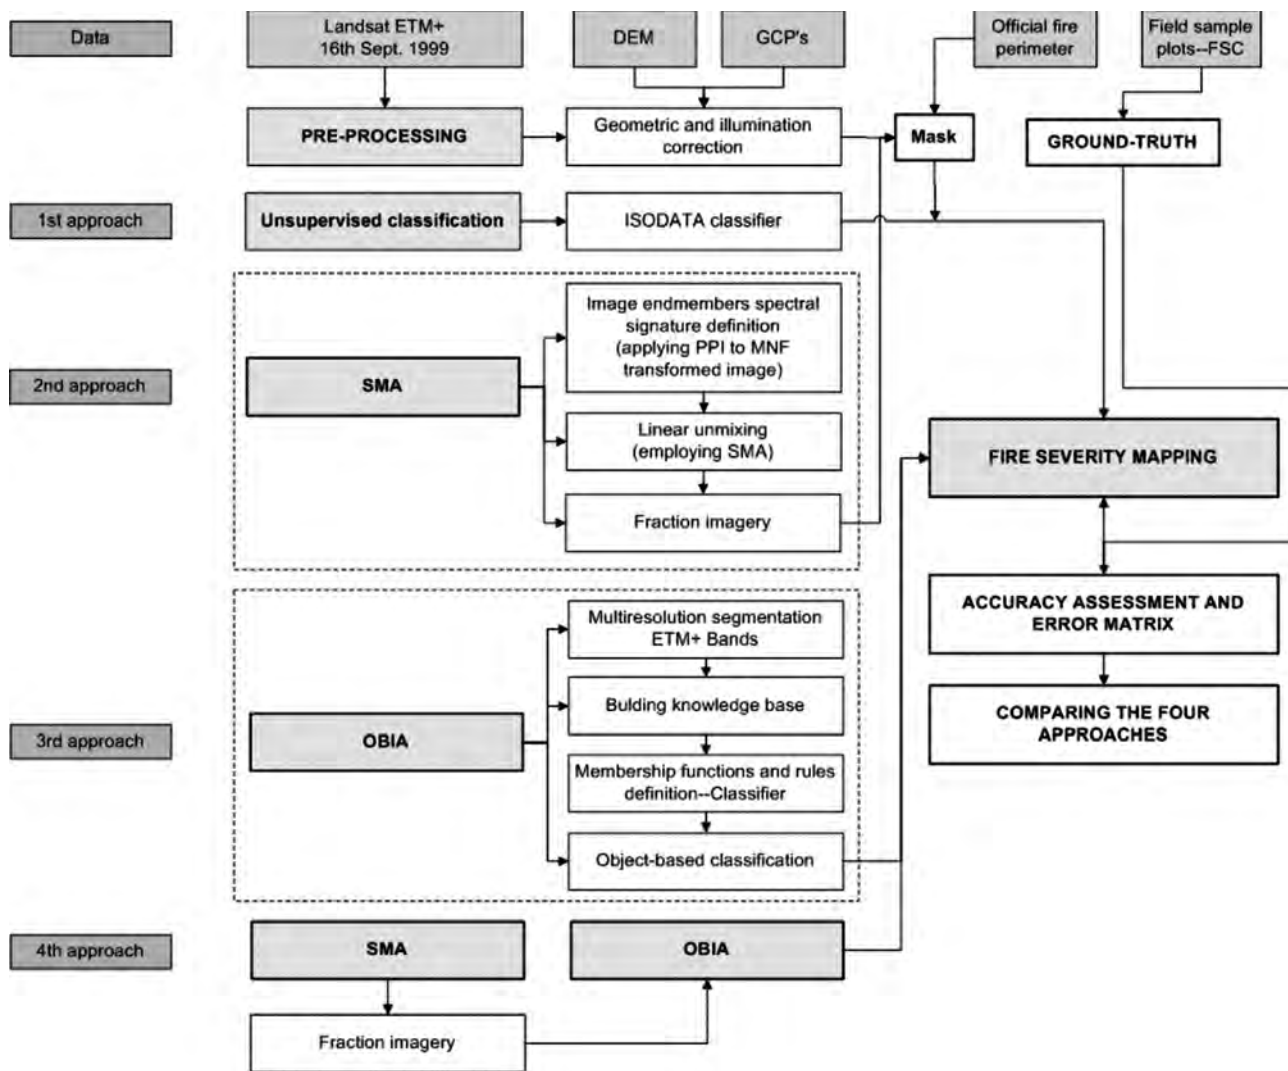 Data
Landsat ETM+
16th Sept. 1999
DEM
GCP's
Official fire
perimeter
Field sample
plots--FSC
PRE-PROCESSING
Geometric and illumination
correction
Mask
GROUND-TRUTH
1st approach
Unsupervised classification
ISODATA classifier
2nd approach
SMA
Image endmembers spectral
signature definition
(applying PPI to MNF
transformed image)
Linear unmixing
(employing SMA)
Fraction imagery
FIRE SEVERITY MAPPING
ACCURACY ASSESSMENT AND
ERROR MATRIX
COMPARING THE FOUR
APPROACHES
3rd approach
OBIA
Multiresolution segmentation
ETM+ Bands
Bulding knowledge base
Membership functions and rules
definition--Classifier
Object-based classification
4th approach
SMA
OBIA
Fraction imagery